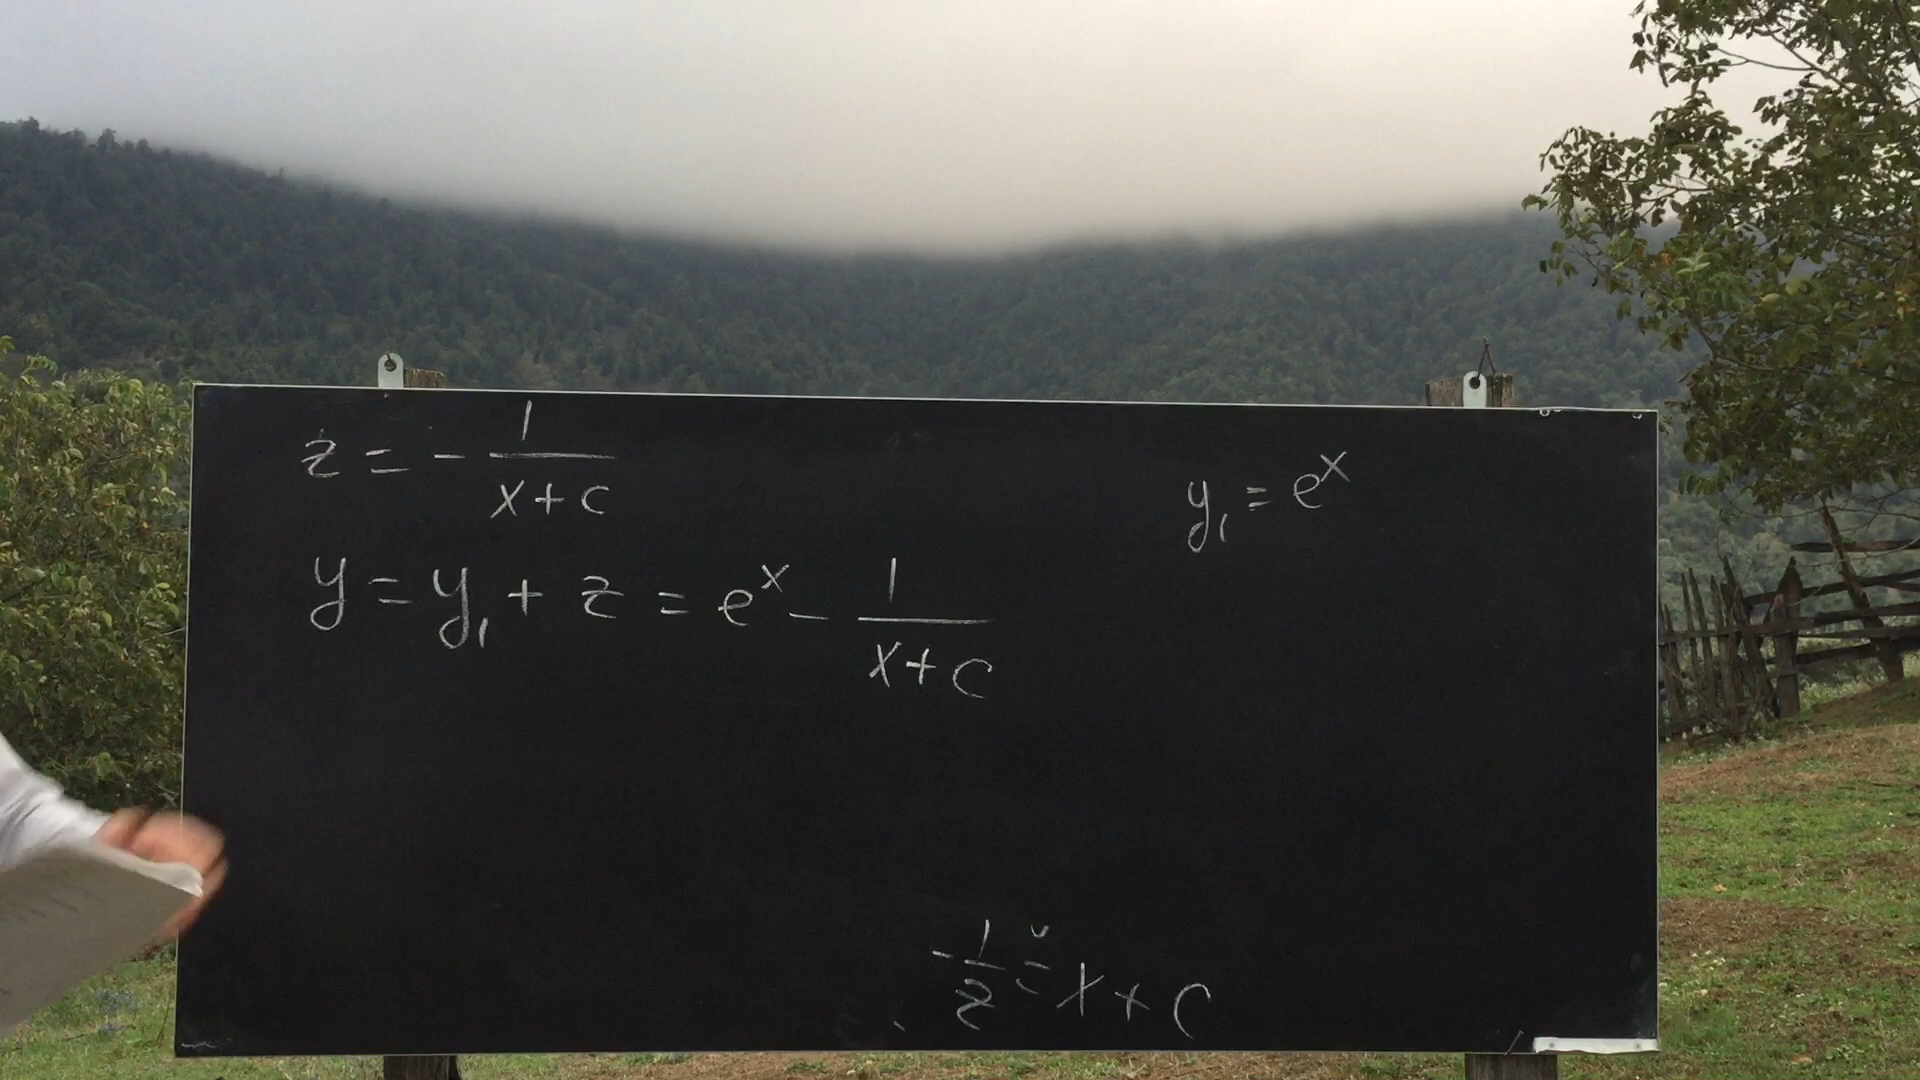 z = - 1/(x+c)
y₁ = eˣ
y = y₁ + z = eˣ - 1/(x+c)
- 1/z = x + c